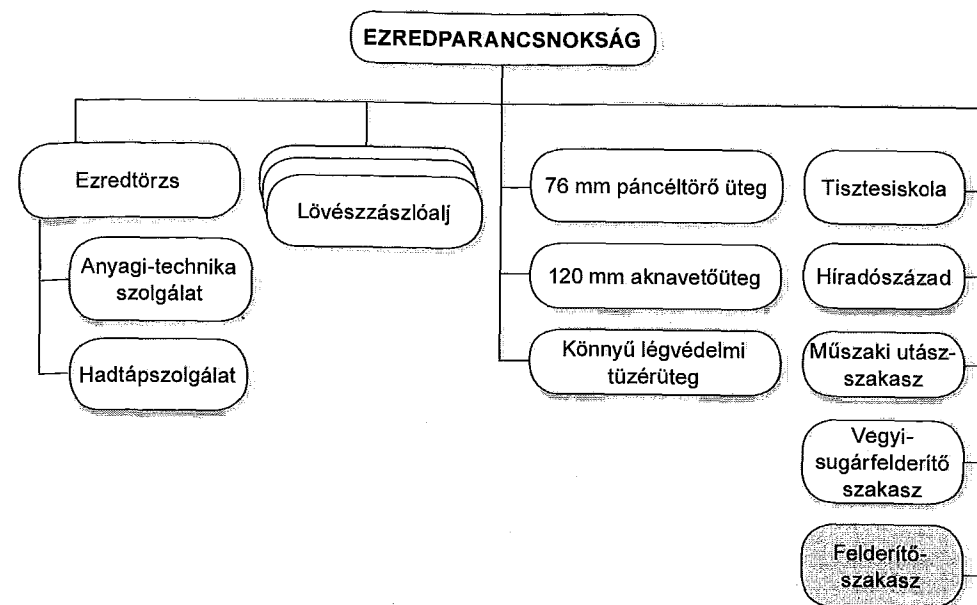 EZREDPARANCSNOKSÁG
Ezredtörzs
Anyagi-technika
szolgálat
Hadtápszolgálat
Lövészzászlóalj
76 mm páncéltörő üteg
120 mm aknavetőüteg
Könnyű légvédelmi
tüzérüteg
Tisztesiskola
Híradószázad
Műszaki utász-
szakasz
Vegyi-
sugárfelderítő
szakasz
Felderítő-
szakasz